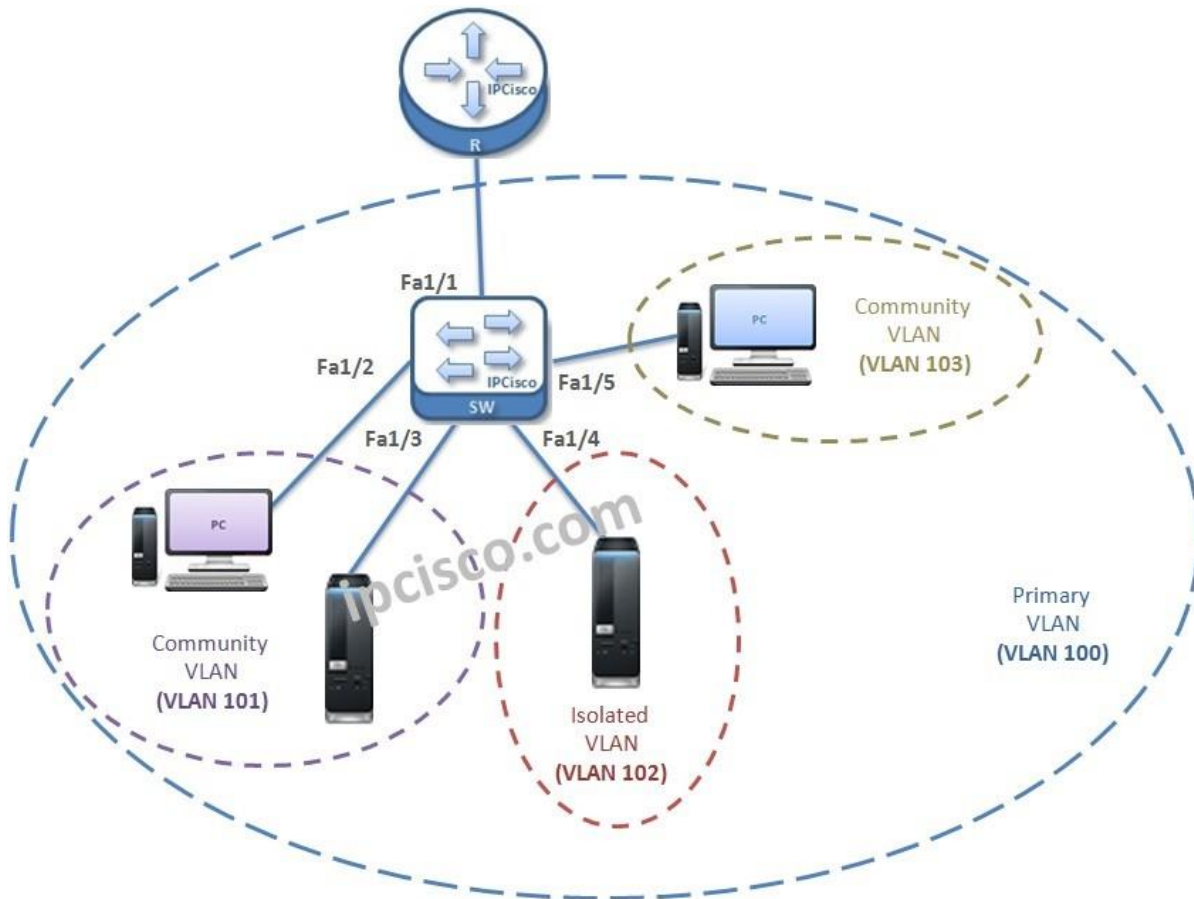 IPCisco
R
Fa1/1
PC
Community
VLAN
(VLAN 103)
Fa1/2
IPCisco
Fa1/5
SW
Fa1/3
Fa1/4
PC
ipcisco.com
Community
VLAN
(VLAN 101)
Primary
VLAN
(VLAN 100)
Isolated
VLAN
(VLAN 102)